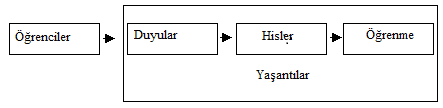 Öğrenciler
Duyular
Hisler
Öğrenme
Yaşantılar